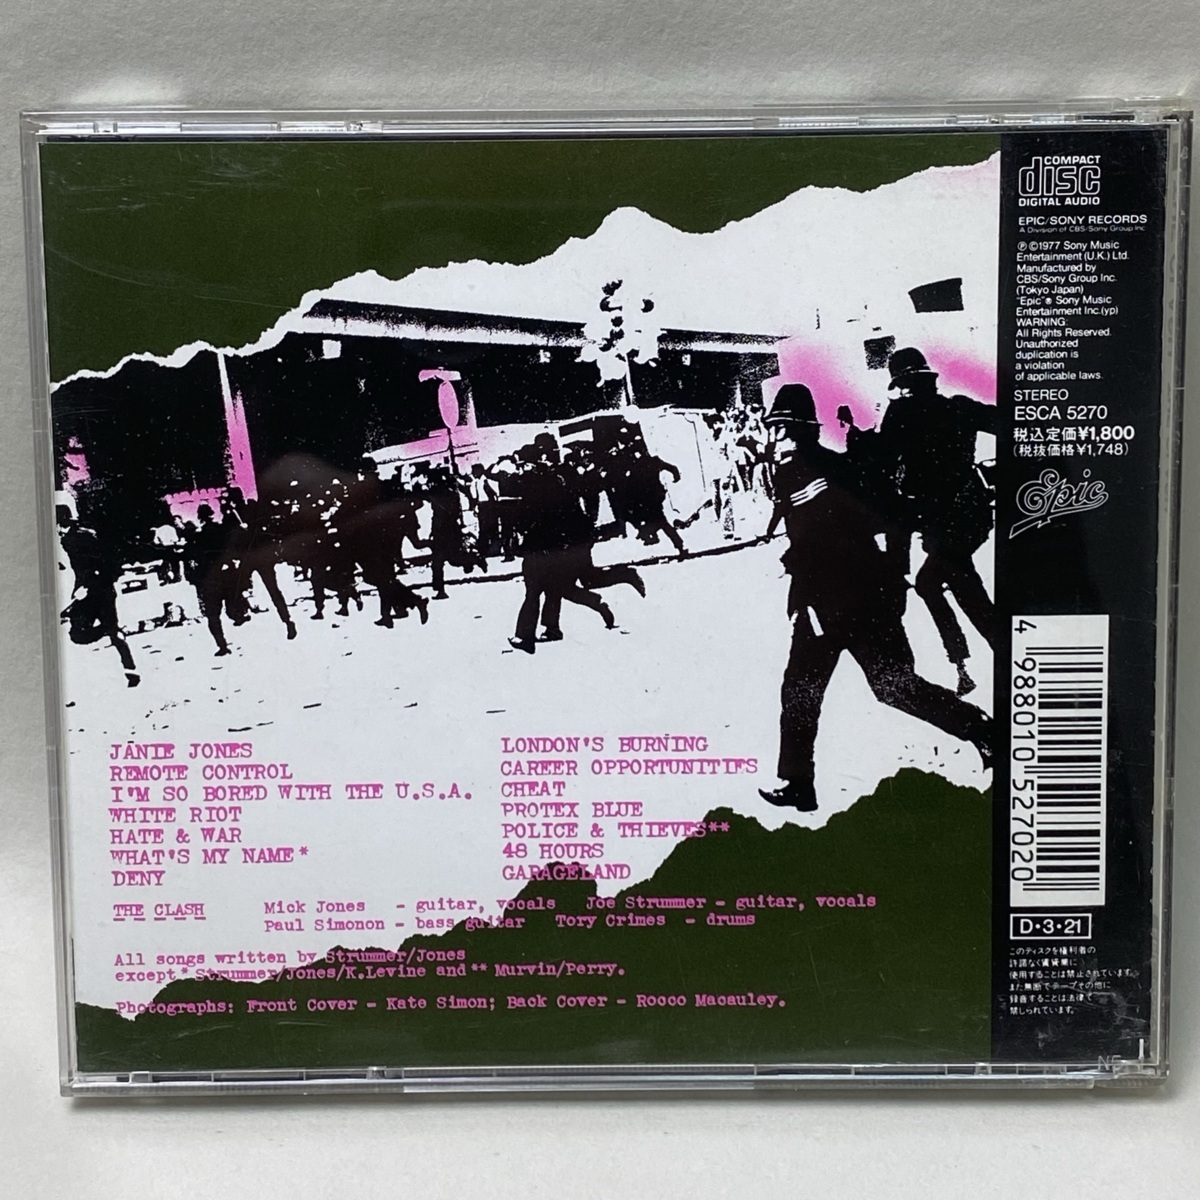 JANIE JONES
REMOTE CONTROL
I'M SO BORED WITH THE U.S.A.
WHITE RIOT
HATE & WAR
WHAT'S MY NAME*
DENY
LONDON'S BURNING
CAREER OPPORTUNITIES
CHEAT
PROTEX BLUE
POLICE & THIEVES**
48 HOURS
GARAGELAND
THE CLASH Mick Jones - guitar, vocals Joe Strummer - guitar, vocals
Paul Simonon - bass guitar Tory Crimes - drums
All songs written by Strummer/Jones
except * Strummer/Jones/K.Levine and ** Murvin/Perry.
Photographs: Front Cover - Kate Simon; Back Cover - Rocco Macauley.
COMPACT
disc
DIGITAL AUDIO
EPIC/SONY RECORDS
A Division of CBS/Sony Group Inc.
℗©1977 Sony Music
Entertainment (U.K.) Ltd.
Manufactured by
CBS/Sony Group Inc.
(Tokyo Japan)
"Epic"® Sony Music
Entertainment Inc.(yp)
WARNING:
All Rights Reserved.
Unauthorized
duplication is
a violation
of applicable laws.
STEREO
ESCA 5270
税込定価¥1,800
(税抜価格¥1,748)
Epic
4 988010 527020
D・3・21
このディスクを権利者の
許諾なく賃貸業に
使用することは禁止されています。
また無断でテープその他に
録音することは法律で
禁じられています。